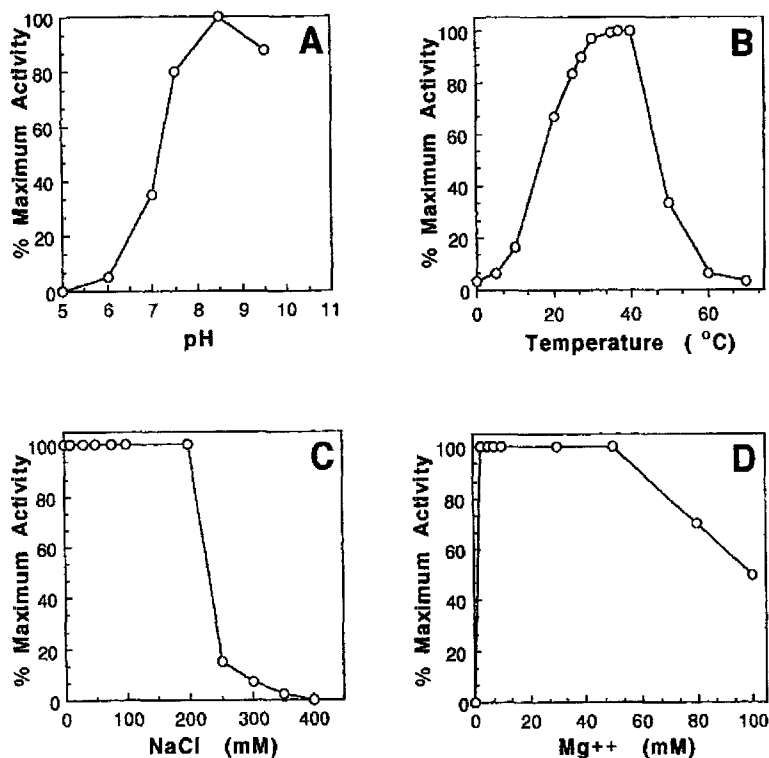 A
% Maximum Activity
100
80
60
40
20
0
5 6 7 8 9 10 11
pH
B
% Maximum Activity
100
80
60
40
20
0
0 20 40 60
Temperature ( °C)
C
% Maximum Activity
100
80
60
40
20
0
0 100 200 300 400
NaCl (mM)
D
% Maximum Activity
100
80
60
40
20
0
0 20 40 60 80 100
Mg++ (mM)